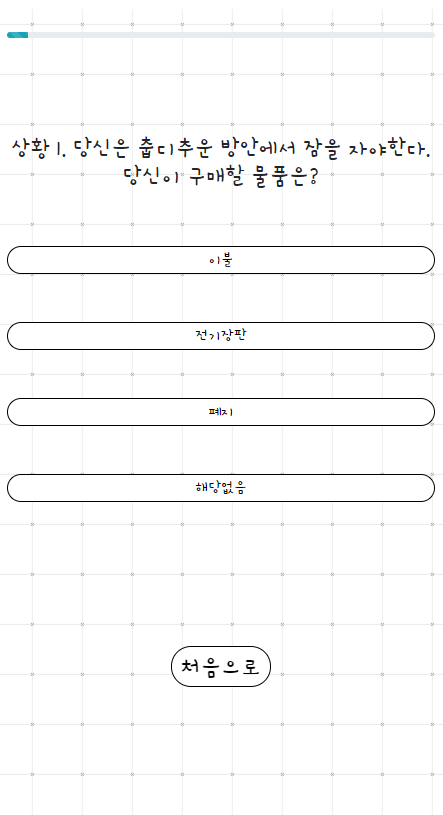 상황 1. 당신은 춥디추운 방안에서 잠을 자야한다.
당신이 구매할 물품은?
이불
전기장판
폐지
해당없음
처음으로